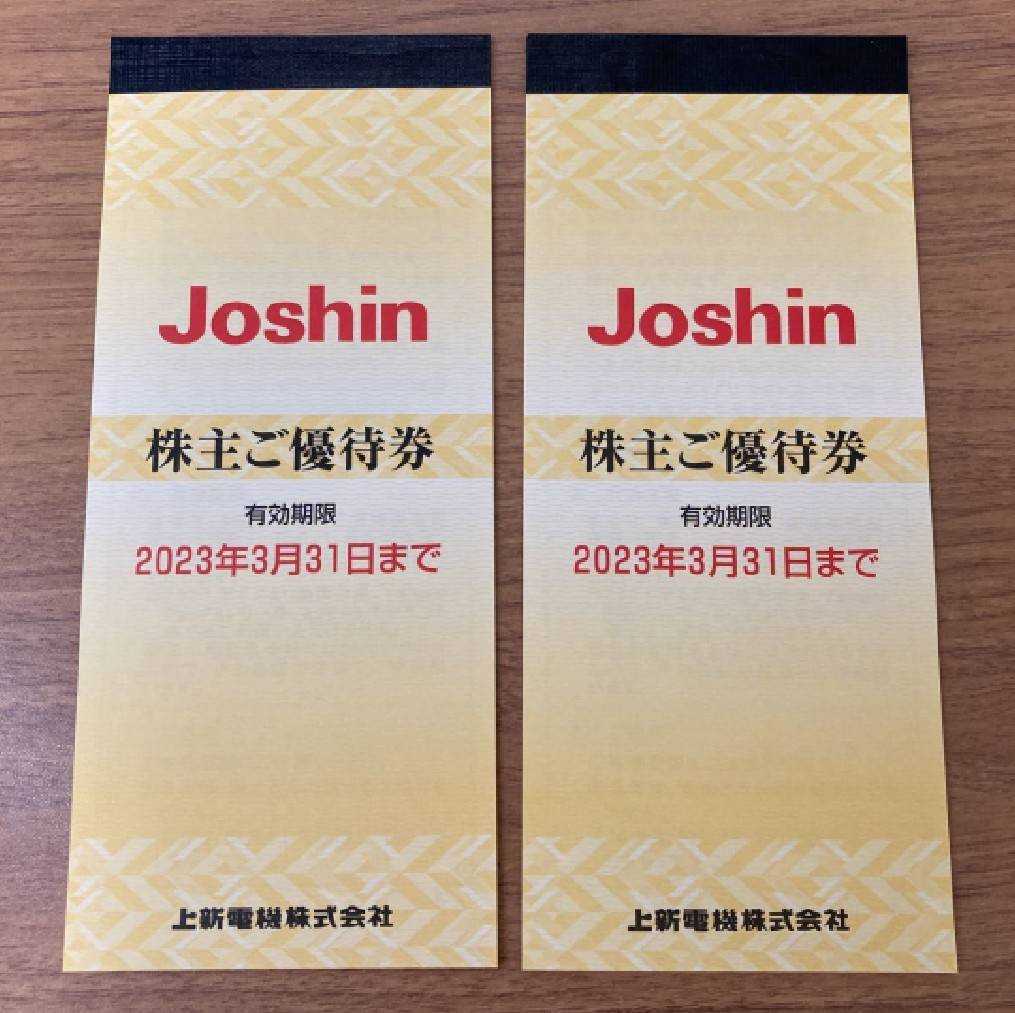 Joshin
株主ご優待券
有効期限
2023年3月31日まで
上新電機株式会社
Joshin
株主ご優待券
有効期限
2023年3月31日まで
上新電機株式会社